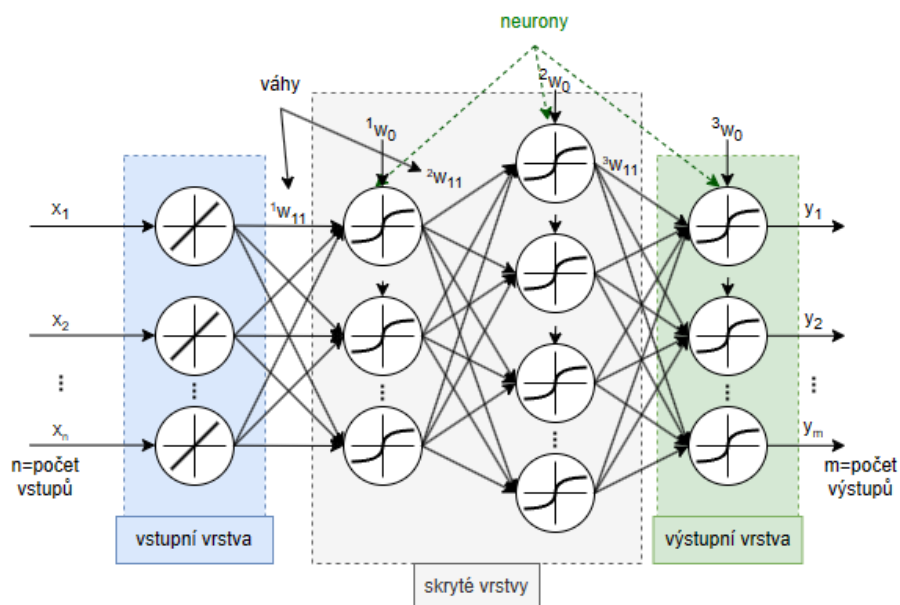 neurony
váhy
²w₀
¹w₀
³w₀
²w₁₁
³w₁₁
¹w₁₁
x₁
y₁
x₂
y₂
...
...
...
...
...
...
xₙ
yₘ
n=počet
vstupů
m=počet
výstupů
vstupní vrstva
výstupní vrstva
skryté vrstvy